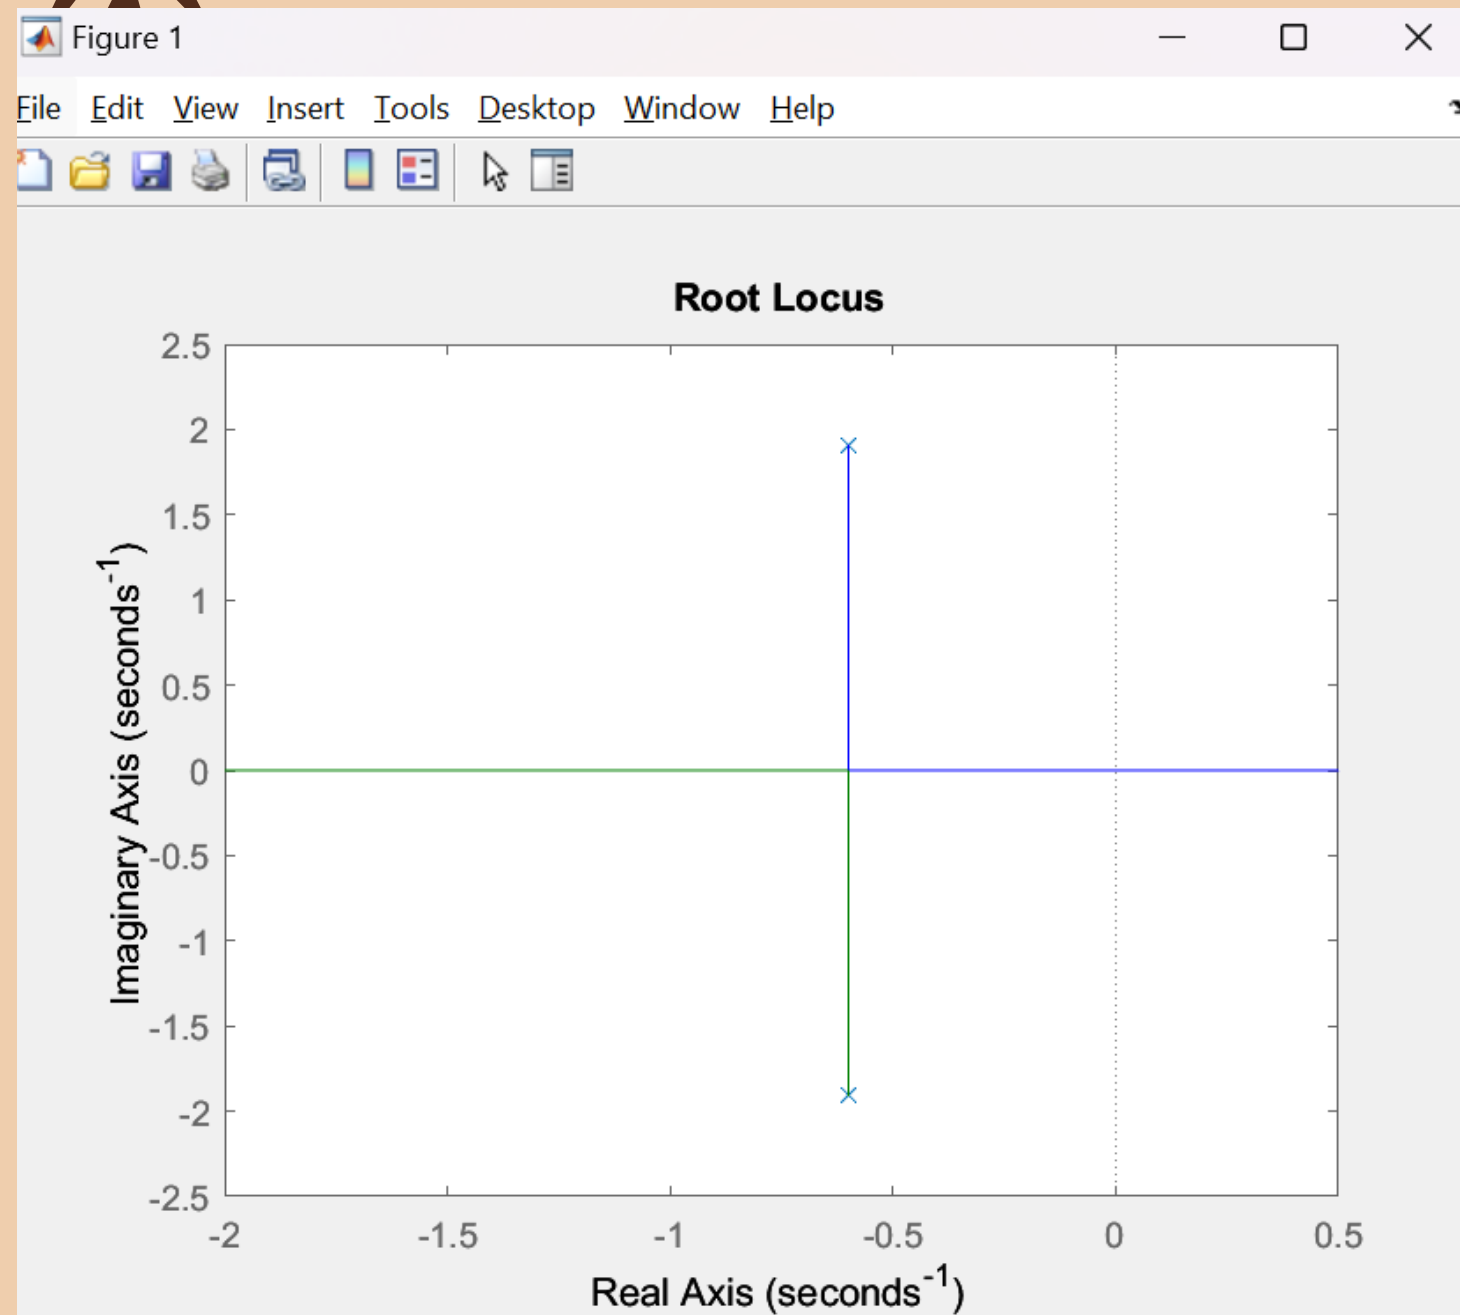 Figure 1
File Edit View Insert Tools Desktop Window Help
Root Locus
2.5
2
1.5
1
0.5
0
-0.5
-1
-1.5
-2
-2.5
Imaginary Axis (seconds⁻¹)
-2 -1.5 -1 -0.5 0 0.5
Real Axis (seconds⁻¹)